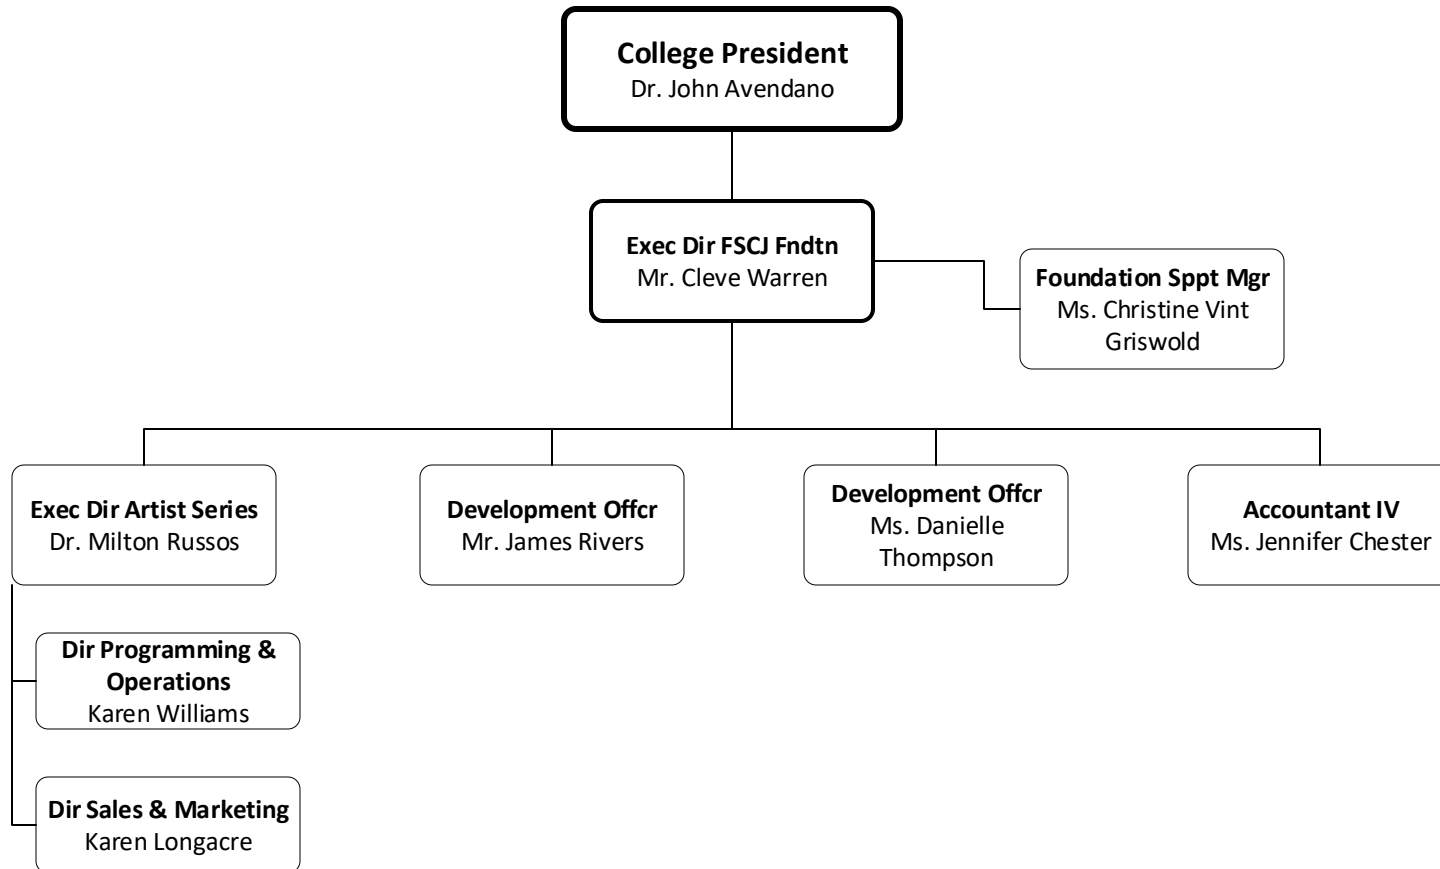 College President
Dr. John Avendano
Exec Dir FSCJ Fndtn
Mr. Cleve Warren
Foundation Sppt Mgr
Ms. Christine Vint
Griswold
Exec Dir Artist Series
Dr. Milton Russos
Development Offcr
Mr. James Rivers
Development Offcr
Ms. Danielle
Thompson
Accountant IV
Ms. Jennifer Chester
Dir Programming &
Operations
Karen Williams
Dir Sales & Marketing
Karen Longacre